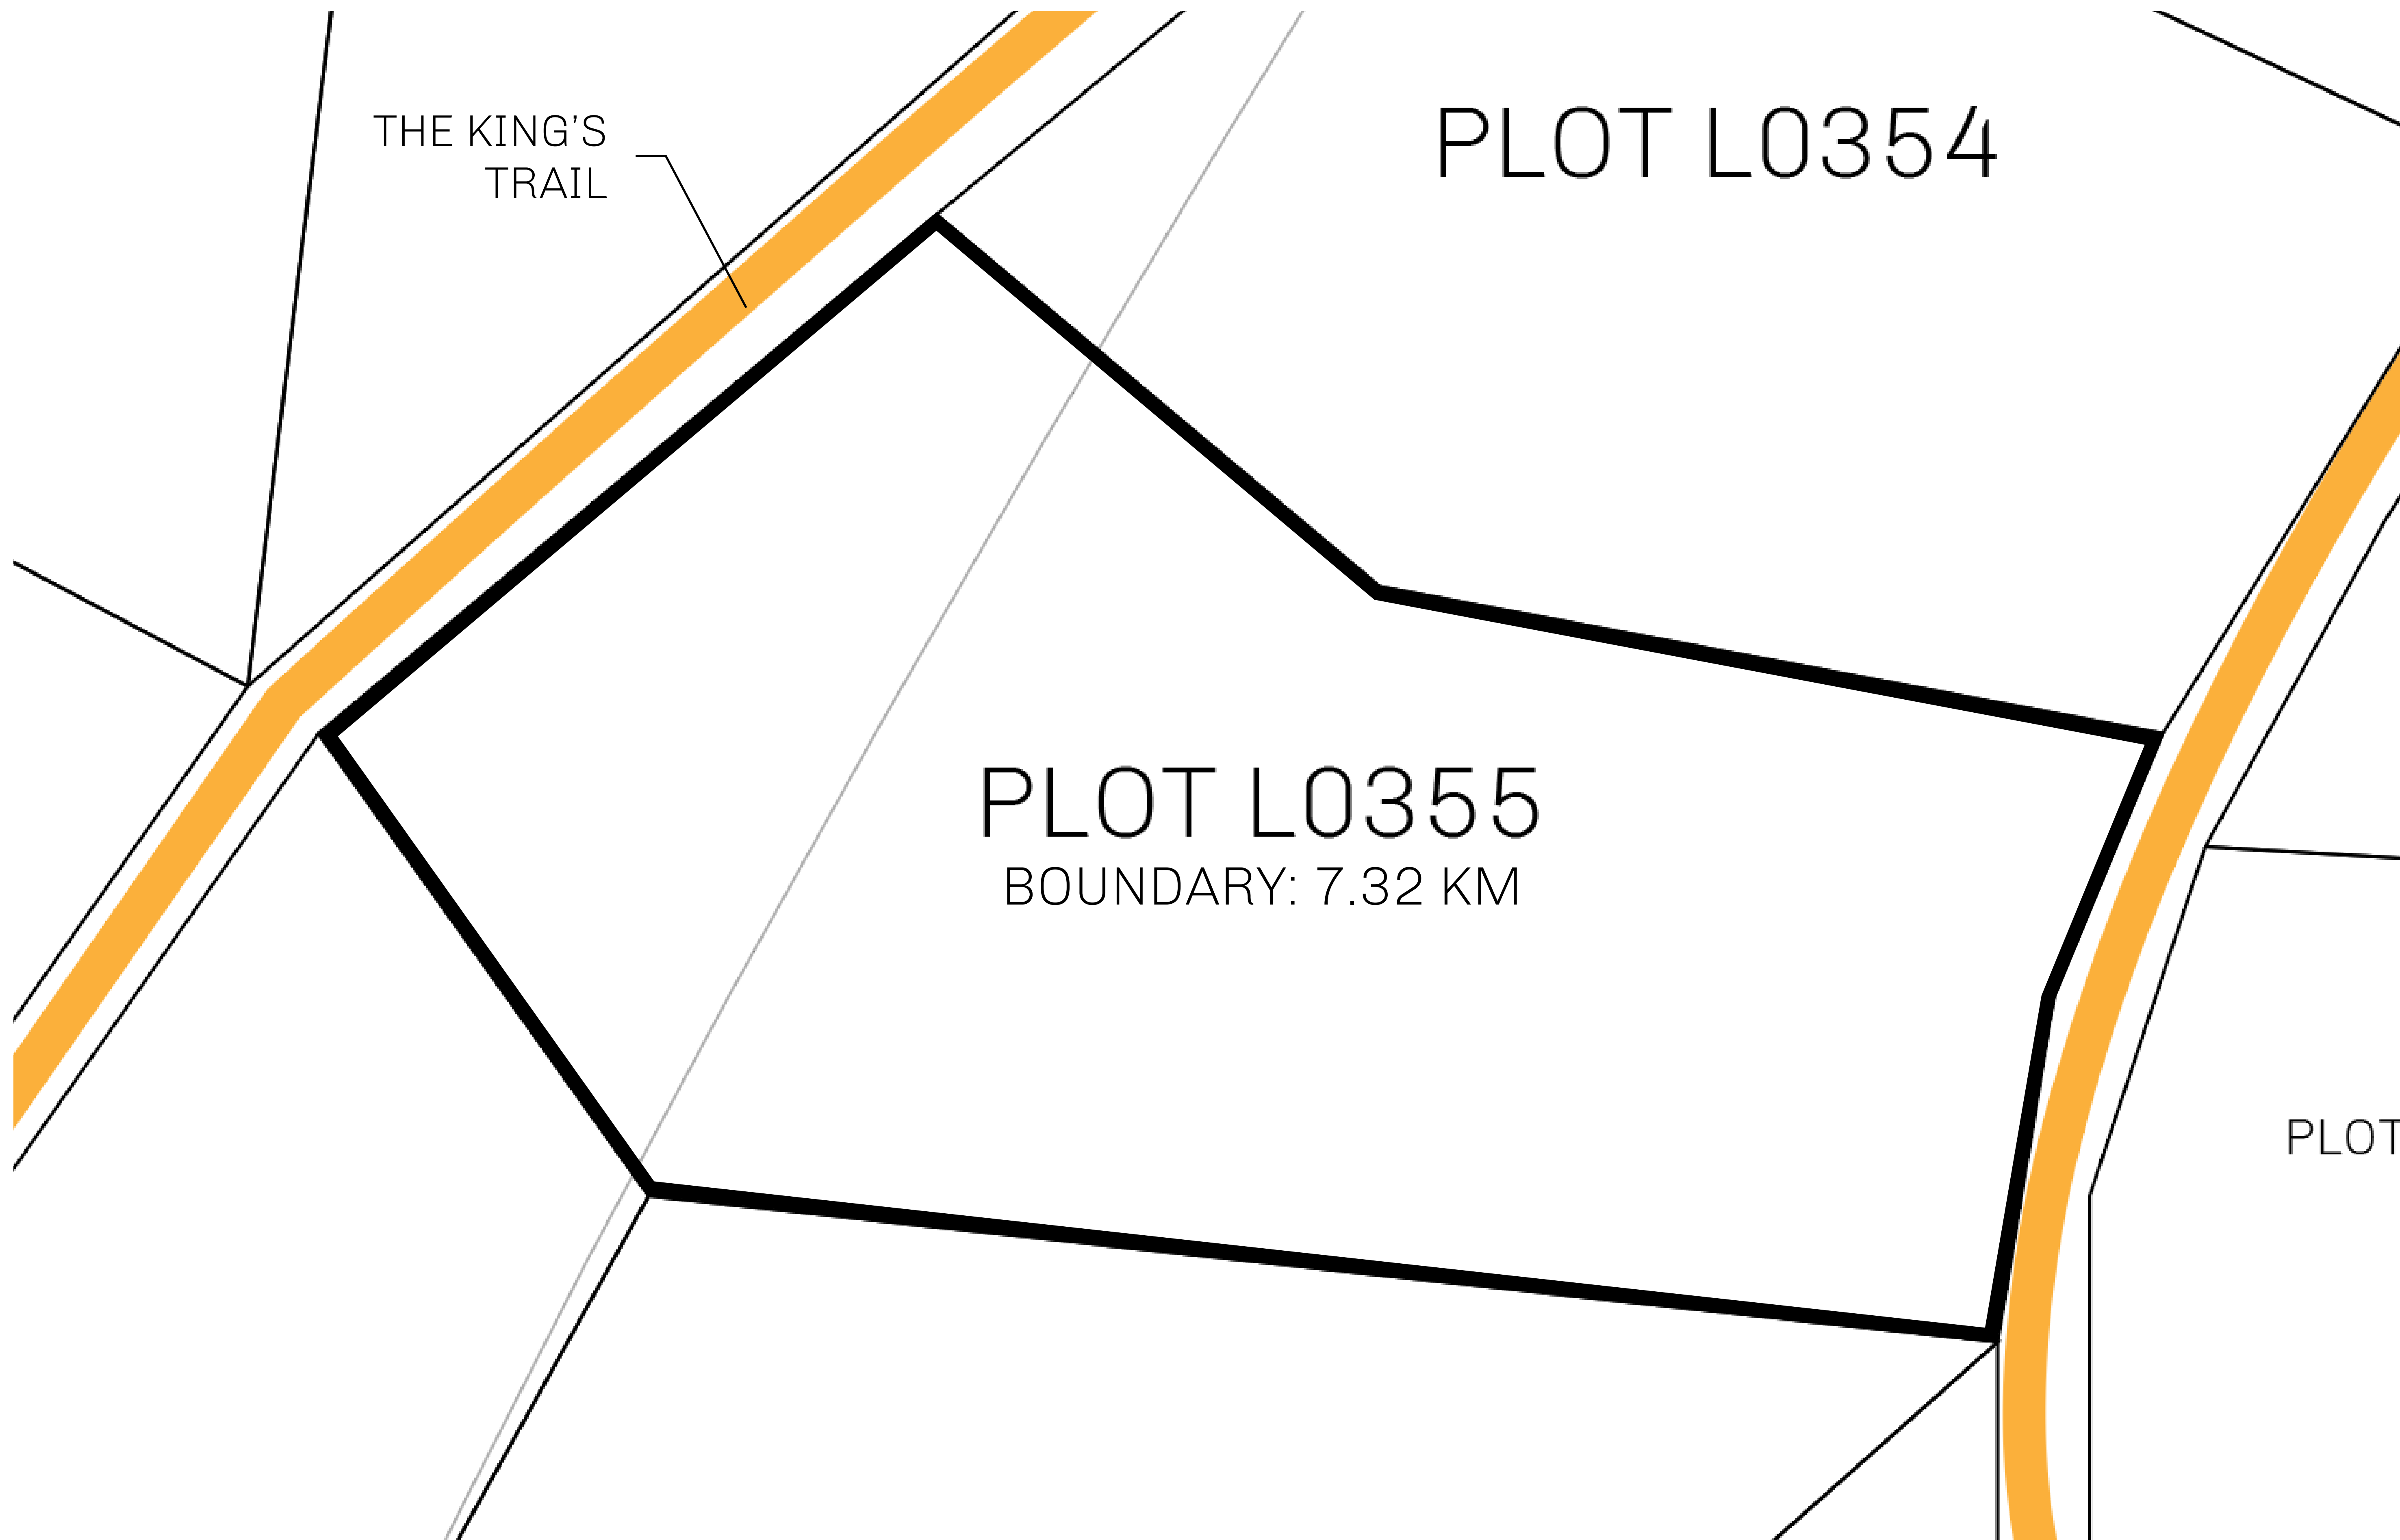 THE KING'S
TRAIL
PLOT L0354
PLOT L0355
BOUNDARY: 7.32 KM
PLOT